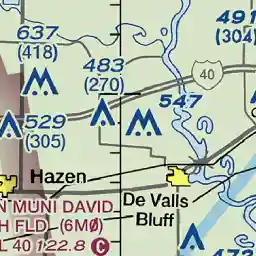 637
(418)
491
(304)
483
(270)
40
547
529
(305)
Hazen
N MUNI DAVID
De Valls
Bluff
H FLD (6MØ)
L 40 122.8 C
473